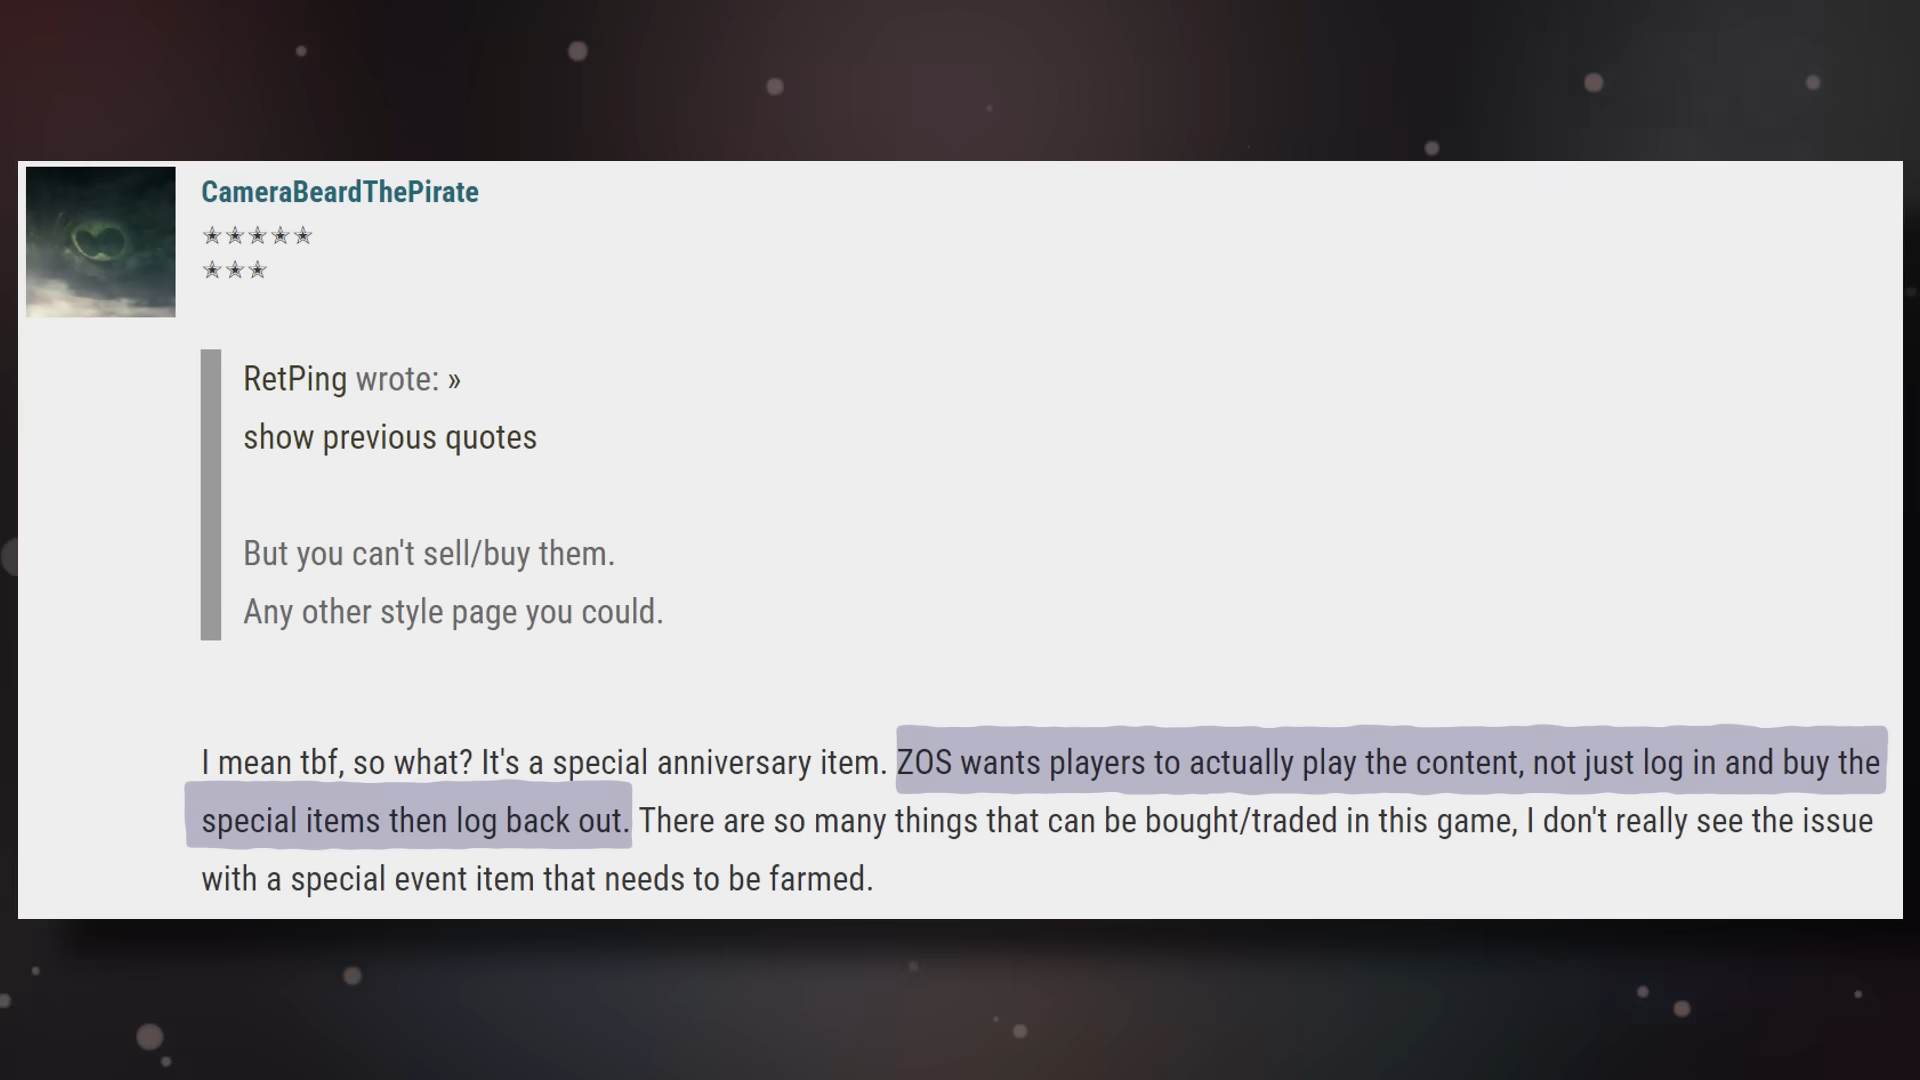 CameraBeardThePirate
★★★★★
★★★
RetPing wrote: »
show previous quotes
But you can't sell/buy them.
Any other style page you could.
I mean tbf, so what? It's a special anniversary item. ZOS wants players to actually play the content, not just log in and buy the
special items then log back out. There are so many things that can be bought/traded in this game, I don't really see the issue
with a special event item that needs to be farmed.